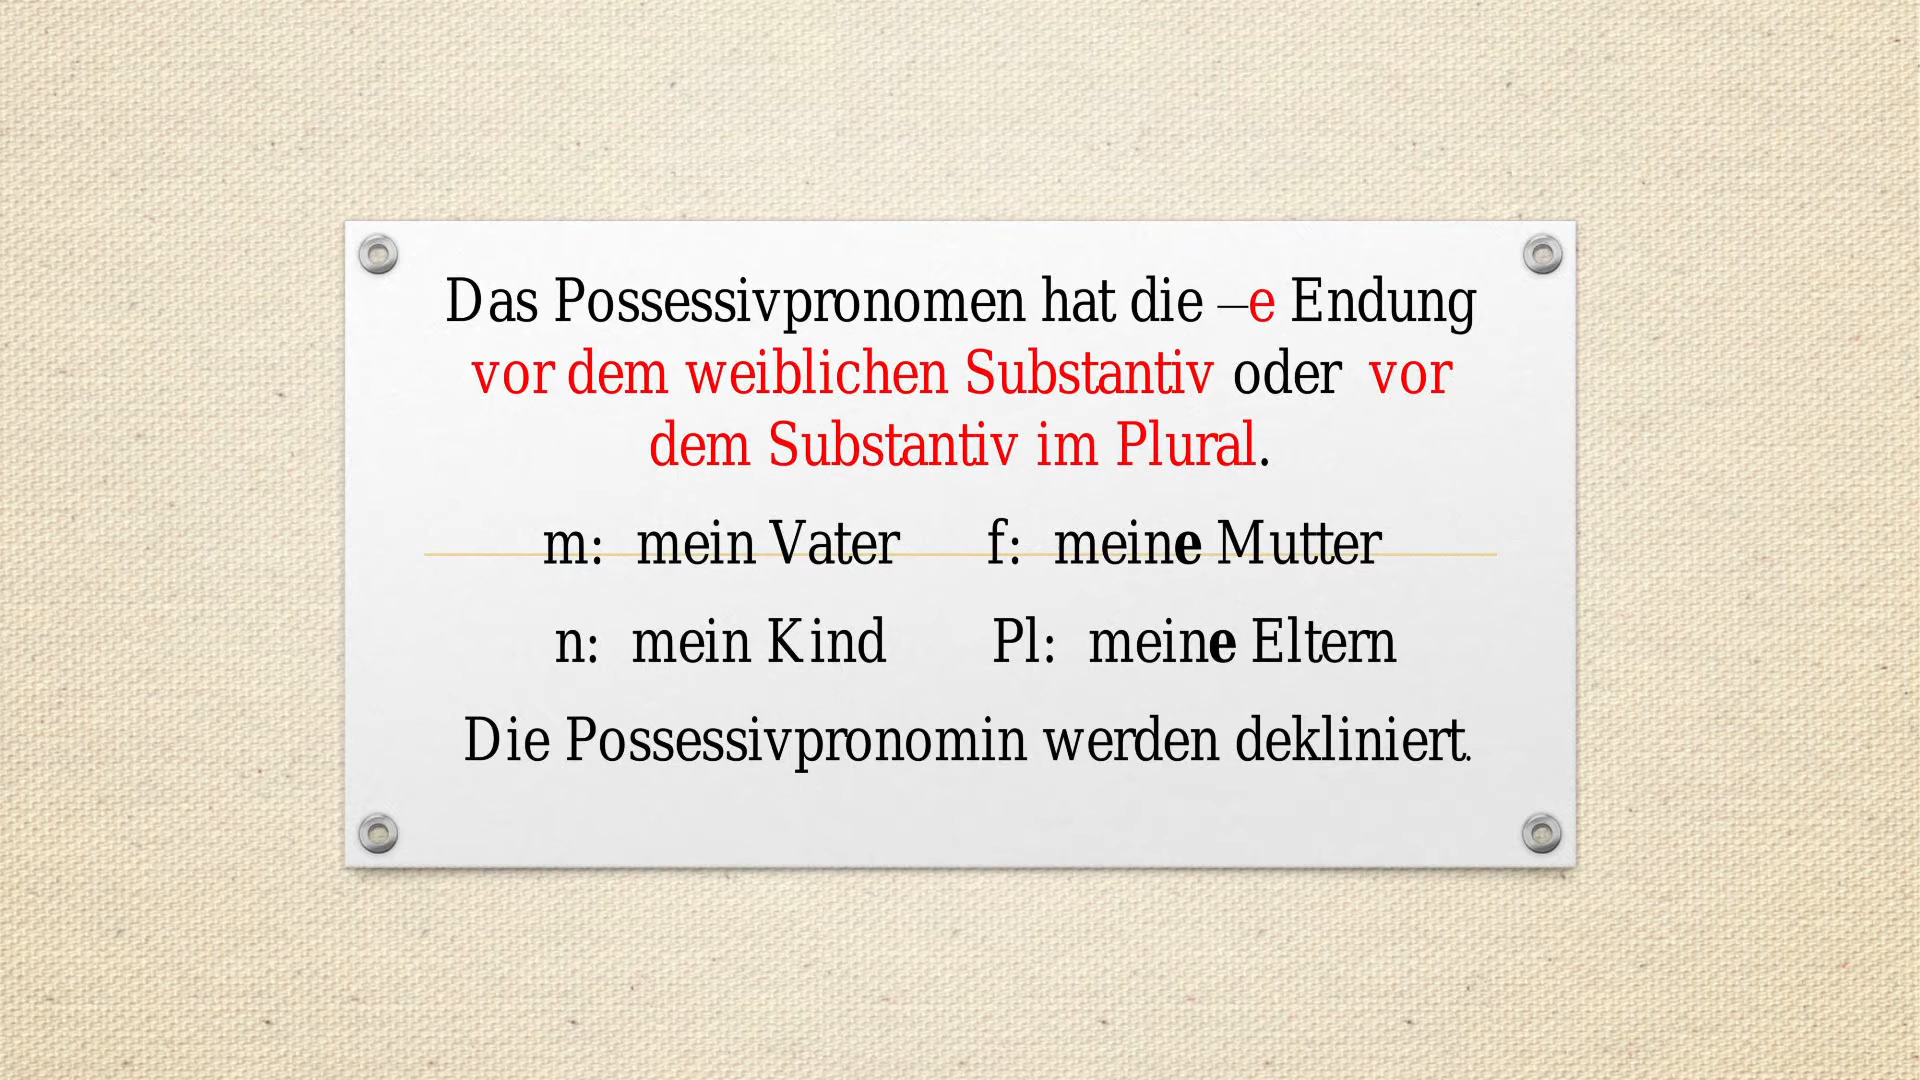 Das Possessivpronomen hat die –e Endung
vor dem weiblichen Substantiv oder vor
dem Substantiv im Plural.
m: mein Vater f: meine Mutter
n: mein Kind Pl: meine Eltern
Die Possessivpronomin werden dekliniert.